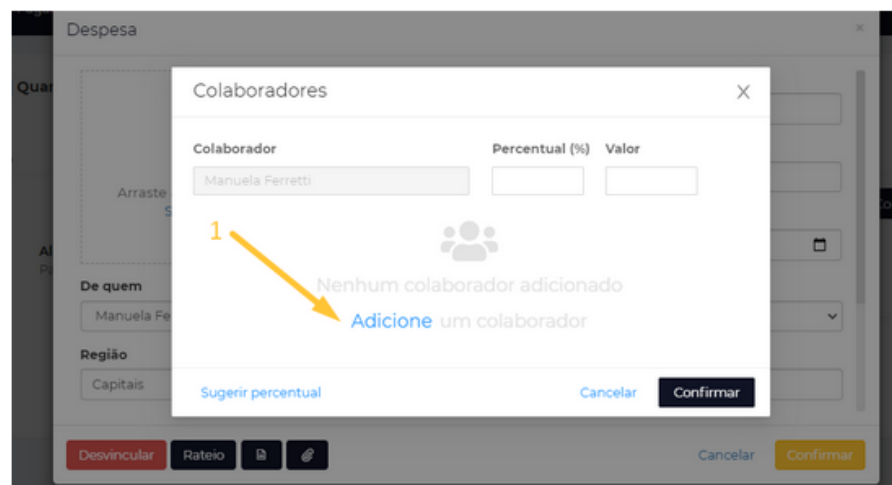 Despesa
Quar
Colaboradores
Colaborador
Percentual (%)
Valor
Manuela Ferretti
Arraste
1
Nenhum colaborador adicionado
Adicione um colaborador
De quem
Manuela Fe
Região
Capitais
Sugerir percentual
Cancelar
Confirmar
Desvincular
Rateio
Cancelar
Confirmar